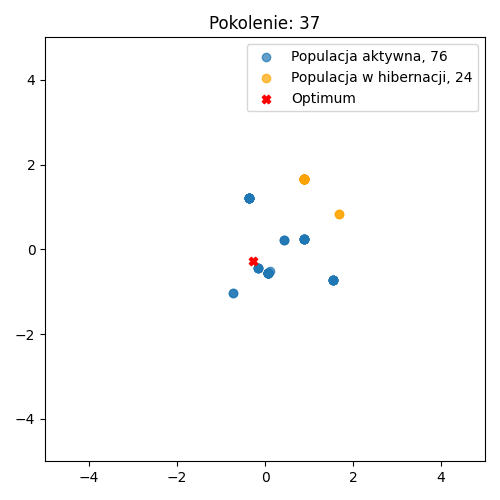 Pokolenie: 37
Populacja aktywna, 76
Populacja w hibernacji, 24
Optimum
4
2
0
−2
−4
−4
−2
0
2
4